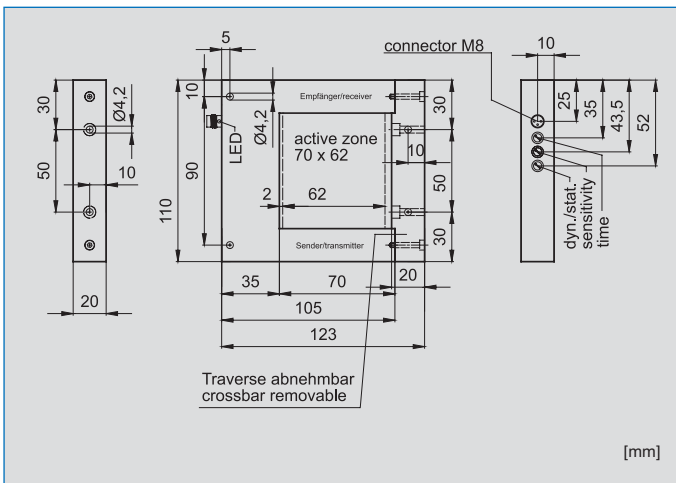 5
connector M8
10
30
10
Empfänger/receiver
30
25
35
43,5
52
Ø4,2
LED
Ø4,2
active zone
70 x 62
10
50
10
90
110
2
62
50
dyn./stat.
sensitivity
time
Sender/transmitter
30
20
35
70
20
105
123
Traverse abnehmbar
crossbar removable
[mm]